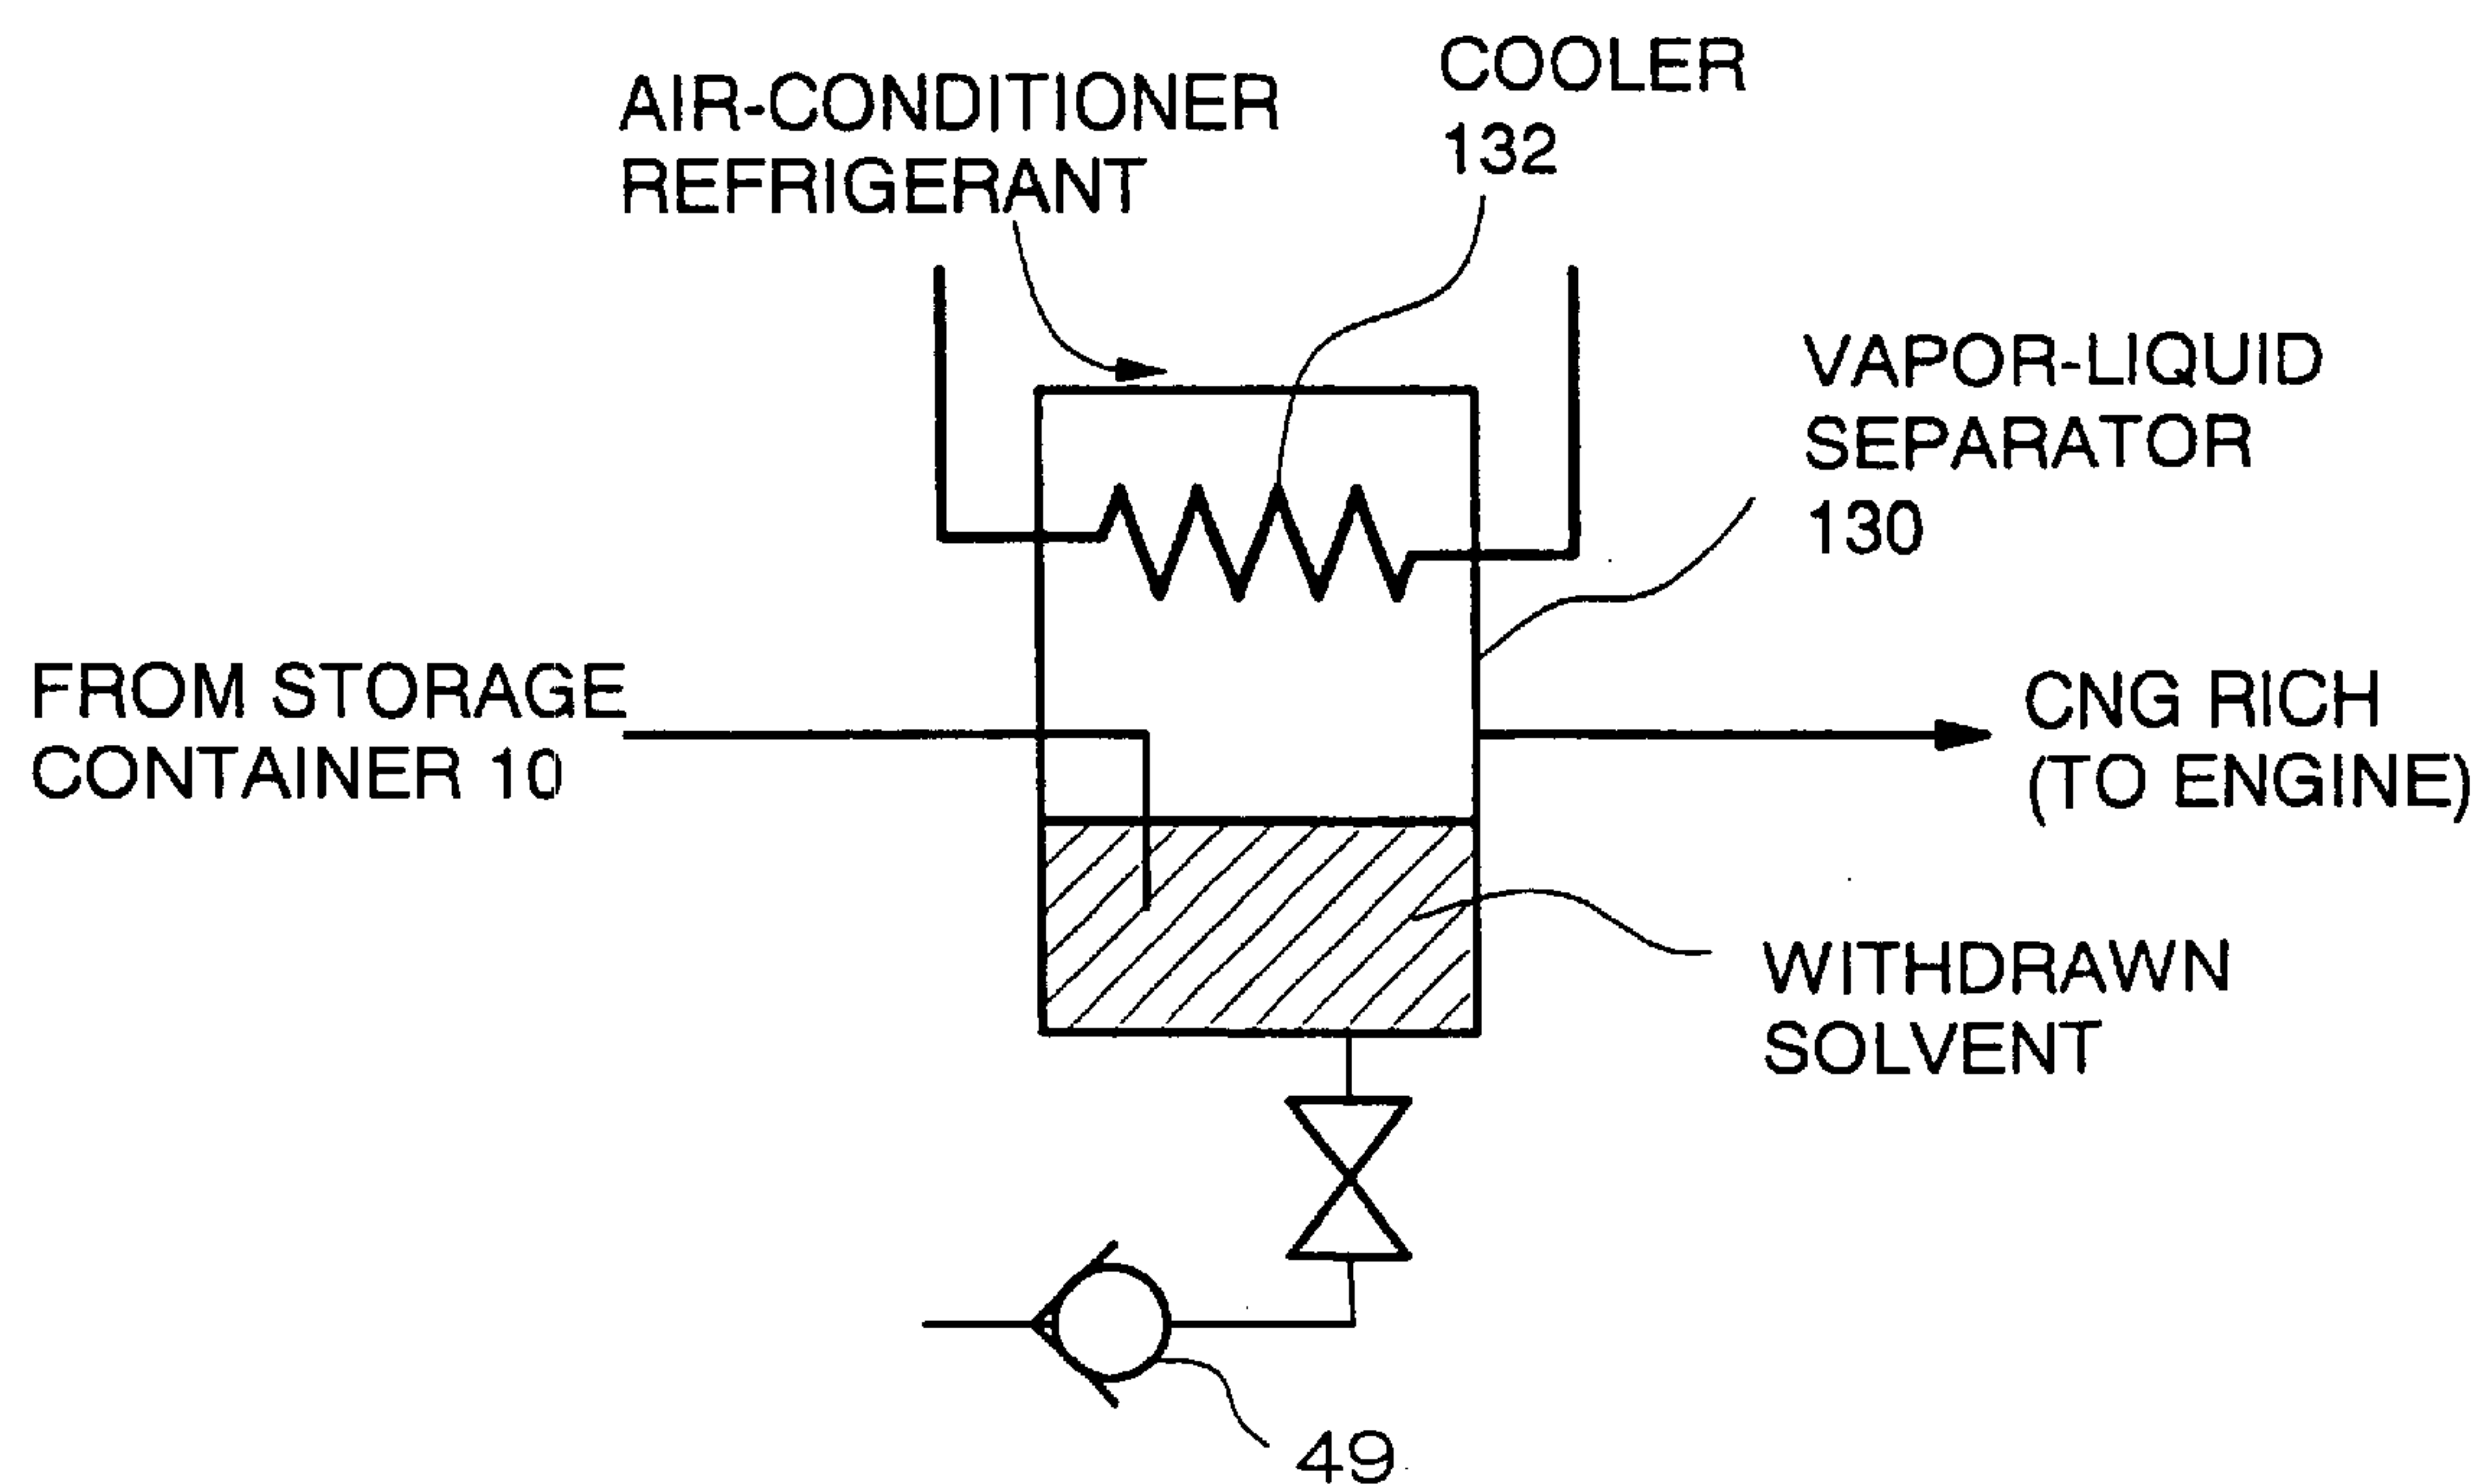 AIR-CONDITIONER
REFRIGERANT
COOLER
132
VAPOR-LIQUID
SEPARATOR
130
FROM STORAGE
CONTAINER 10
CNG RICH
(TO ENGINE)
WITHDRAWN
SOLVENT
49